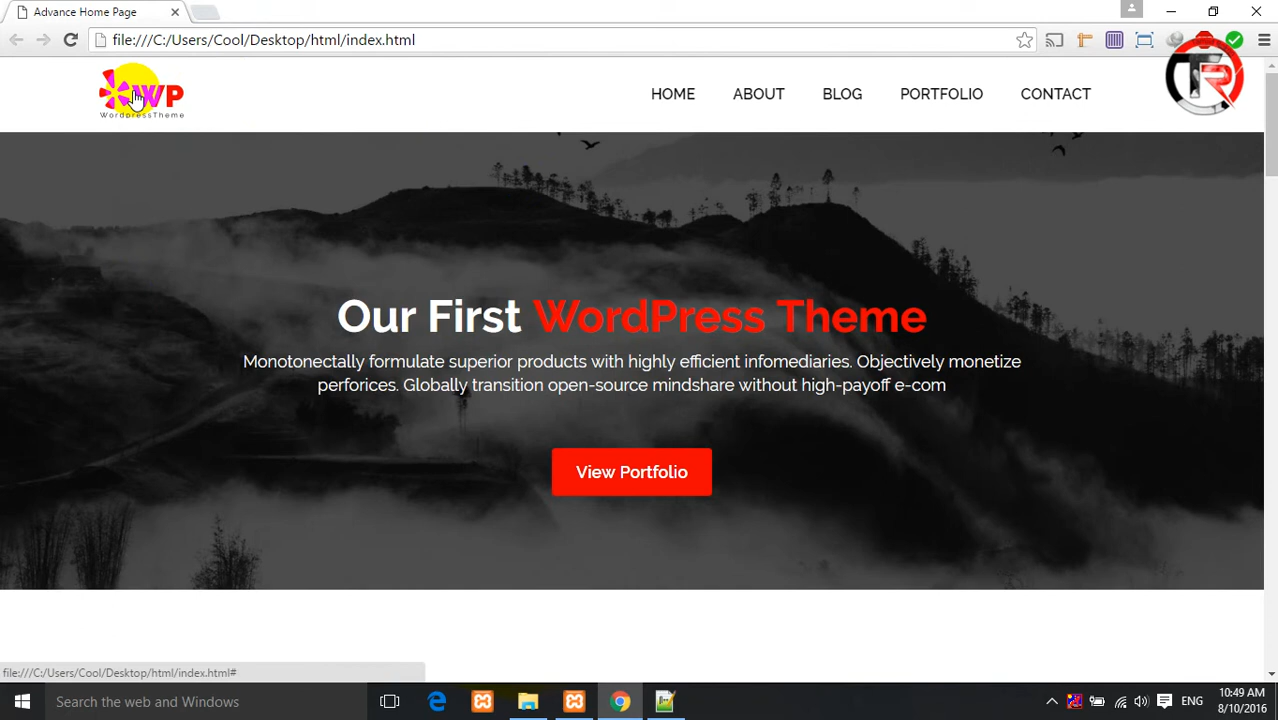 Advance Home Page
file:///C:/Users/Cool/Desktop/html/index.html
WP
WordpressTheme
HOME ABOUT BLOG PORTFOLIO CONTACT
Our First WordPress Theme
Monotonectally formulate superior products with highly efficient infomediaries. Objectively monetize
perforices. Globally transition open-source mindshare without high-payoff e-com
View Portfolio
file:///C:/Users/Cool/Desktop/html/index.html#
Search the web and Windows
ENG
10:49 AM
8/10/2016